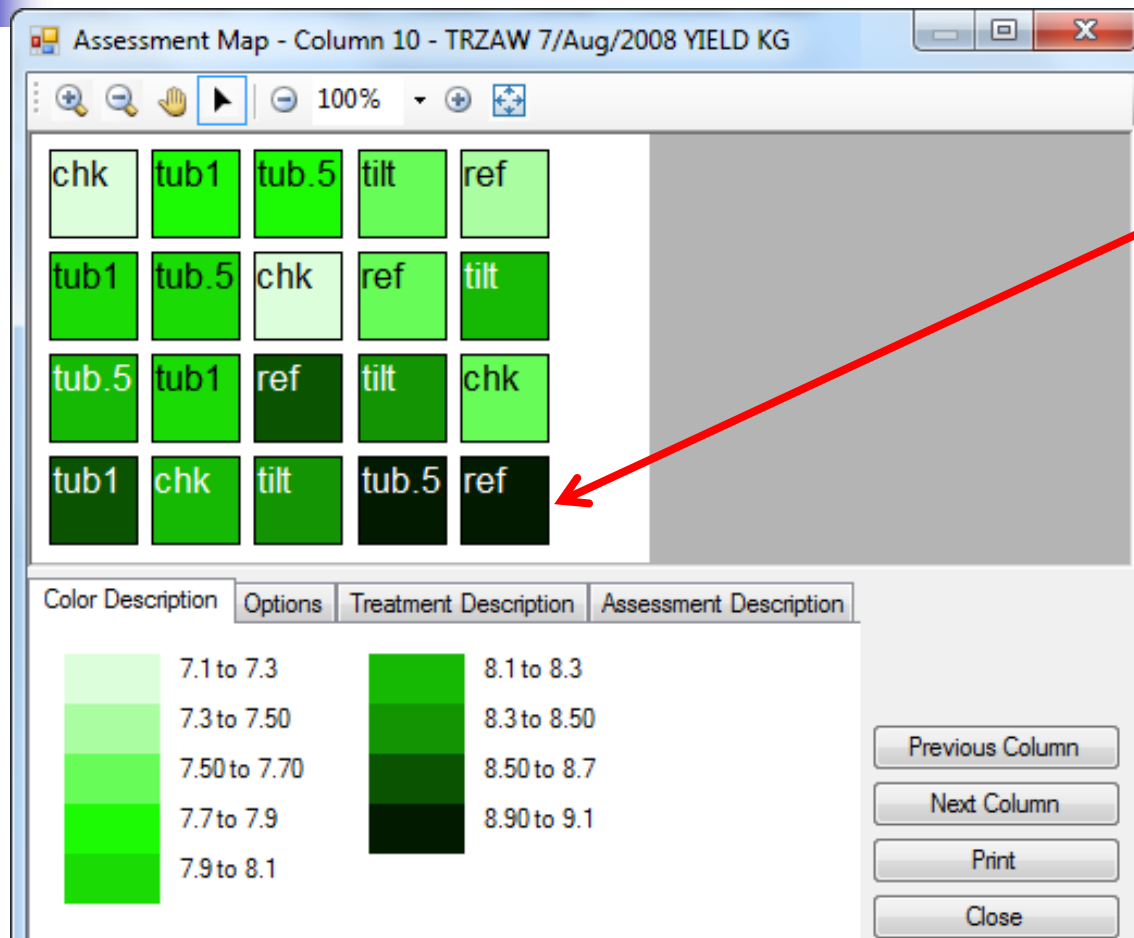 Assessment Map - Column 10 - TRZAW 7/Aug/2008 YIELD KG
100%
chk tub1 tub.5 tilt ref
tub1 tub.5 chk ref tilt
tub.5 tub1 ref tilt chk
tub1 chk tilt tub.5 ref
Color Description Options Treatment Description Assessment Description
7.1 to 7.3 8.1 to 8.3
7.3 to 7.50 8.3 to 8.50
7.50 to 7.70 8.50 to 8.7
7.7 to 7.9 8.90 to 9.1
7.9 to 8.1
Previous Column
Next Column
Print
Close